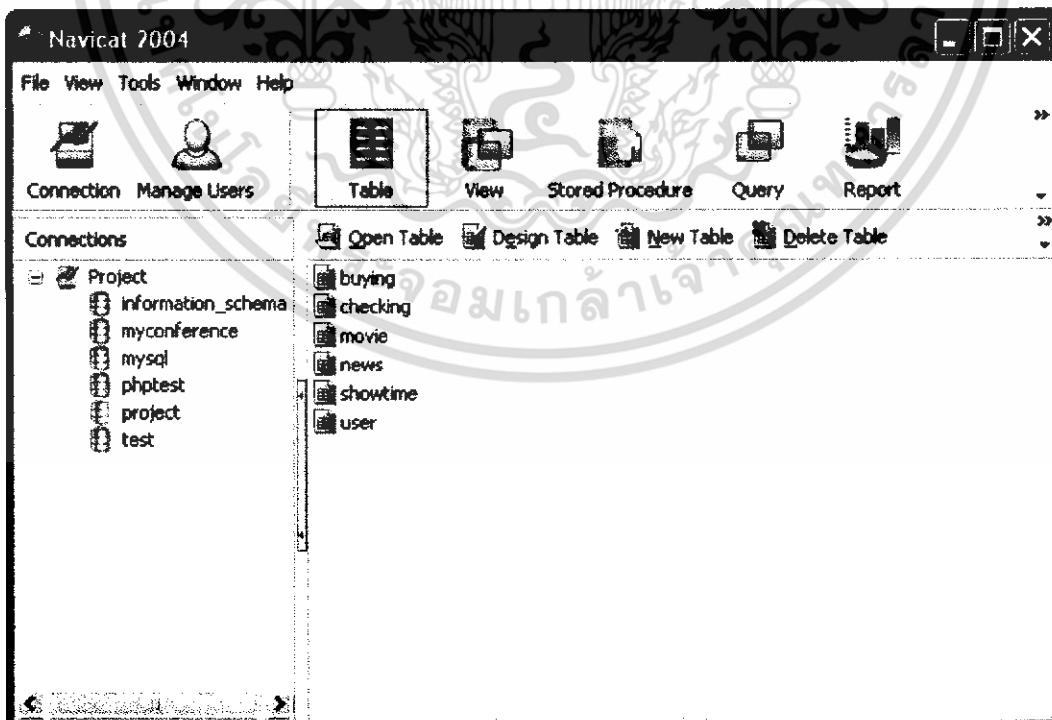 Navicat 2004
File View Tools Window Help
Connection Manage Users Table View Stored Procedure Query Report
Connections
Open Table Design Table New Table Delete Table
Project
information_schema
myconference
mysql
phptest
project
test
buying
checking
movie
news
showtime
user